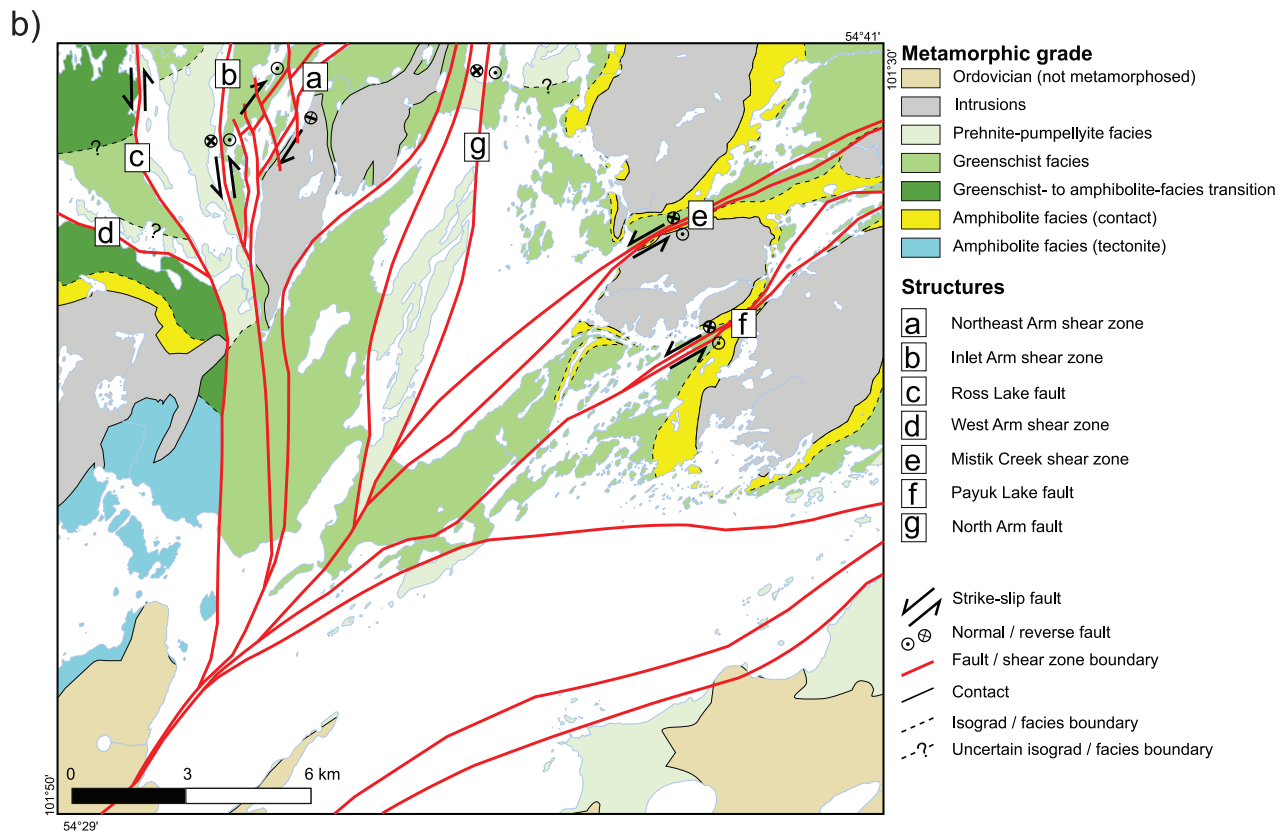 b)
54°41'
101°30'
b
a
c
g
d
e
f
?
?
?
0 3 6 km
101°50'
54°29'
Metamorphic grade
Ordovician (not metamorphosed)
Intrusions
Prehnite-pumpellyite facies
Greenschist facies
Greenschist- to amphibolite-facies transition
Amphibolite facies (contact)
Amphibolite facies (tectonite)
Structures
a Northeast Arm shear zone
b Inlet Arm shear zone
c Ross Lake fault
d West Arm shear zone
e Mistik Creek shear zone
f Payuk Lake fault
g North Arm fault
Strike-slip fault
Normal / reverse fault
Fault / shear zone boundary
Contact
Isograd / facies boundary
? Uncertain isograd / facies boundary